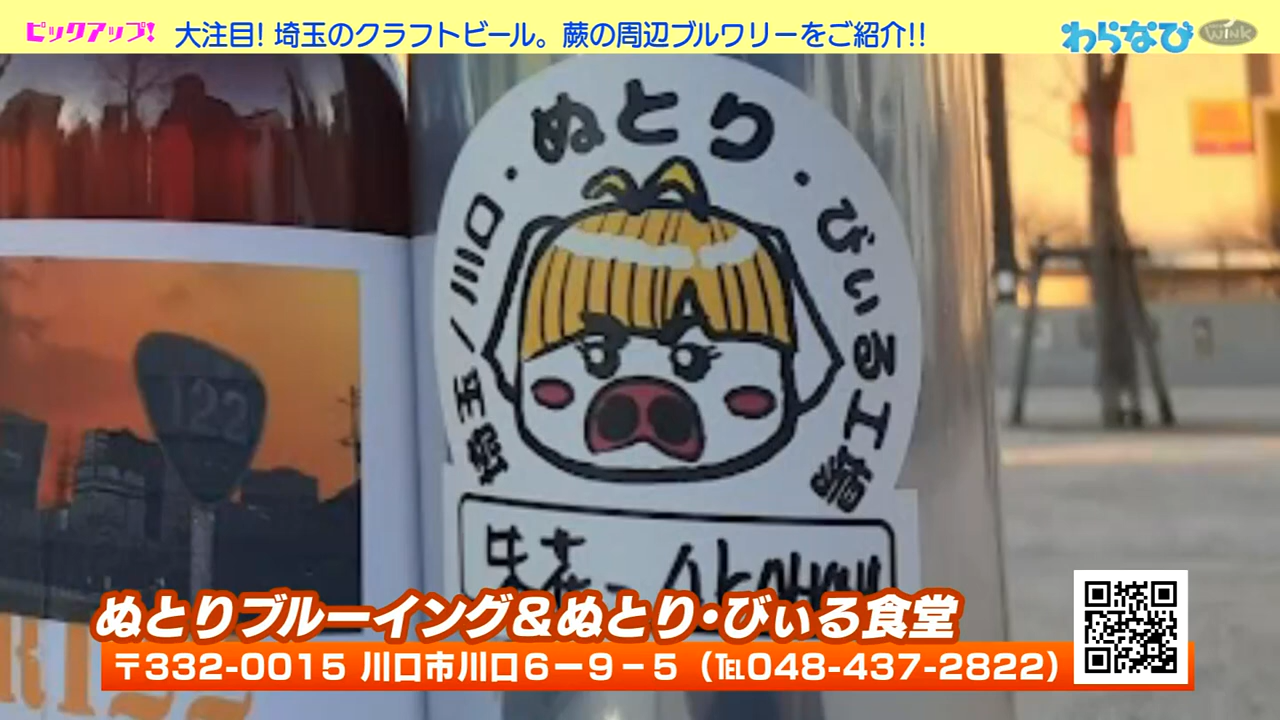 ピックアップ!
大注目! 埼玉のクラフトビール。蕨の周辺ブルワリーをご紹介!!
わらなび
WINK
埼玉/川口・ぬとり・びぃる工場
122
朱花
R122
ぬとりブルーイング&ぬとり・びぃる食堂
〒332-0015 川口市川口6-9-5(℡048-437-2822)